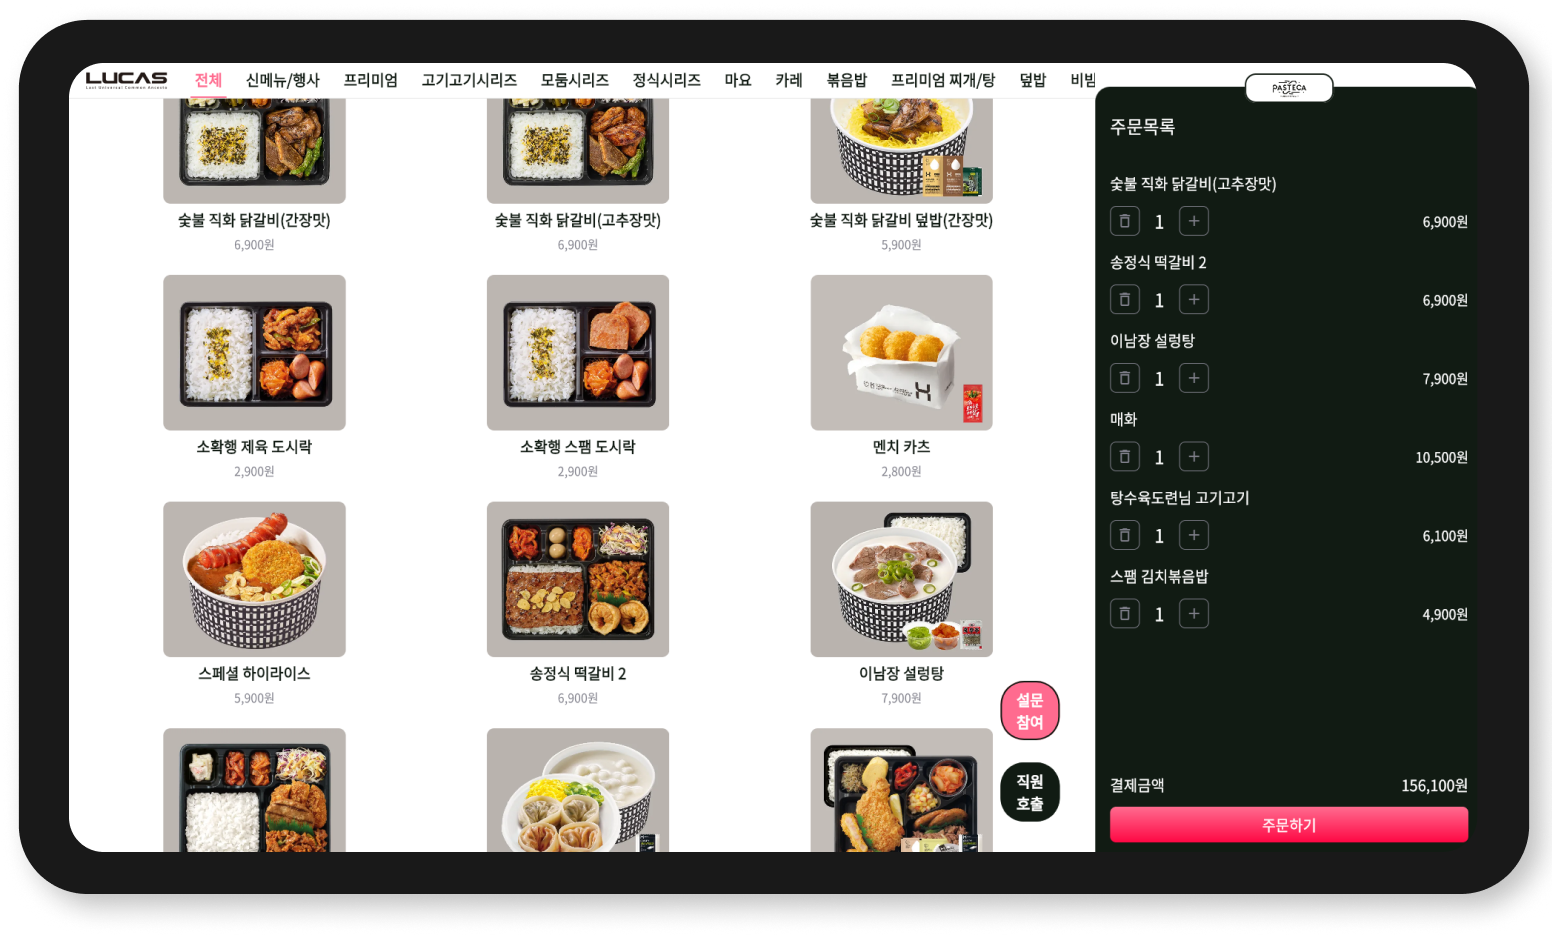 LUCAS
Last Universal Common Ancestor
전체 신메뉴/행사 프리미엄 고기고기시리즈 모둠시리즈 정식시리즈 마요 카레 볶음밥 프리미엄 찌개/탕 덮밥 비빔
숯불 직화 닭갈비(간장맛)
6,900원
숯불 직화 닭갈비(고추장맛)
6,900원
숯불 직화 닭갈비 덮밥(간장맛)
5,900원
소확행 제육 도시락
2,900원
소확행 스팸 도시락
2,900원
멘치 카츠
2,800원
스페셜 하이라이스
5,900원
송정식 떡갈비 2
6,900원
이남장 설렁탕
7,900원
설문
참여
직원
호출
PASTECA
주문목록
숯불 직화 닭갈비(고추장맛)
1 + 6,900원
송정식 떡갈비 2
1 + 6,900원
이남장 설렁탕
1 + 7,900원
매화
1 + 10,500원
탕수육도련님 고기고기
1 + 6,100원
스팸 김치볶음밥
1 + 4,900원
결제금액 156,100원
주문하기